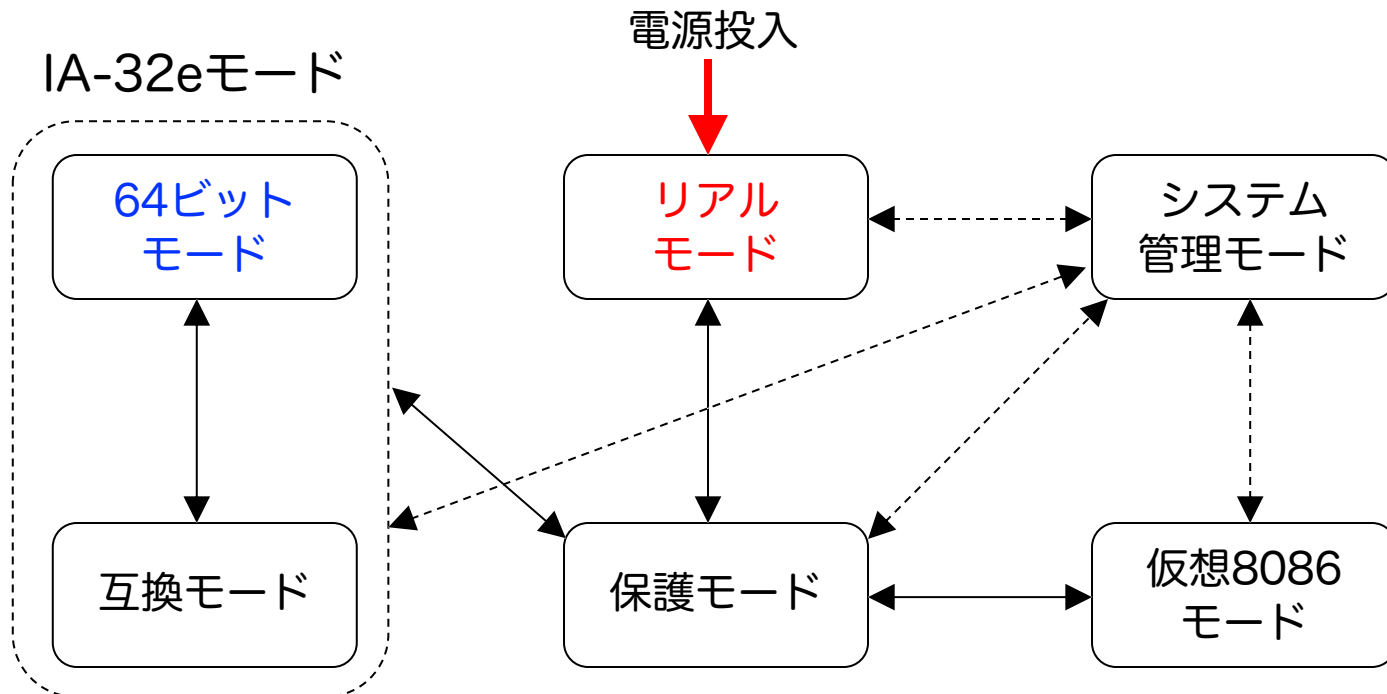 電源投入
IA-32eモード
64ビット
モード
リアル
モード
システム
管理モード
互換モード
保護モード
仮想8086
モード